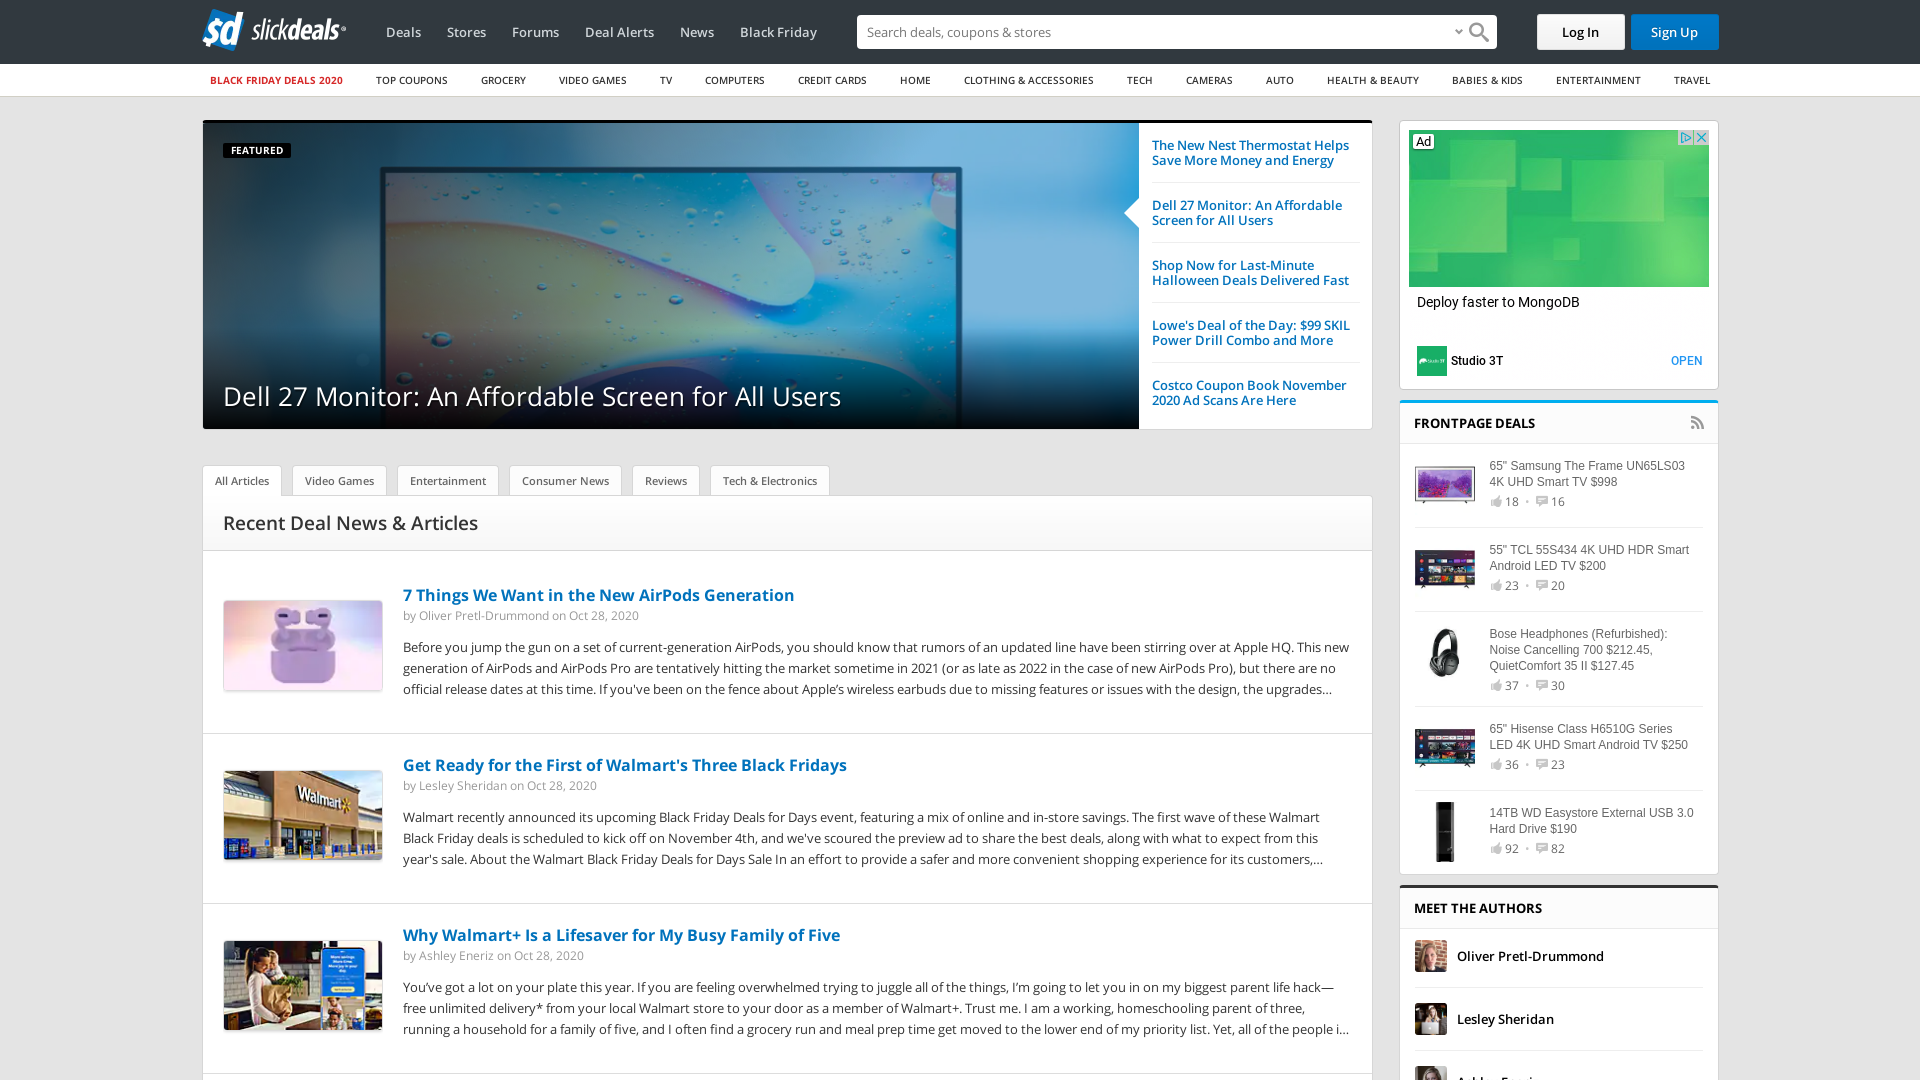 slickdeals
Deals
Stores
Forums
Deal Alerts
News
Black Friday
Search deals, coupons & stores
Log In
Sign Up
BLACK FRIDAY DEALS 2020
TOP COUPONS
GROCERY
VIDEO GAMES
TV
COMPUTERS
CREDIT CARDS
HOME
CLOTHING & ACCESSORIES
TECH
CAMERAS
AUTO
HEALTH & BEAUTY
BABIES & KIDS
ENTERTAINMENT
TRAVEL
FEATURED
Dell 27 Monitor: An Affordable Screen for All Users
The New Nest Thermostat Helps
Save More Money and Energy
Dell 27 Monitor: An Affordable
Screen for All Users
Shop Now for Last-Minute
Halloween Deals Delivered Fast
Lowe's Deal of the Day: $99 SKIL
Power Drill Combo and More
Costco Coupon Book November
2020 Ad Scans Are Here
All Articles
Video Games
Entertainment
Consumer News
Reviews
Tech & Electronics
Recent Deal News & Articles
7 Things We Want in the New AirPods Generation
by Oliver Pretl-Drummond on Oct 28, 2020
Before you jump the gun on a set of current-generation AirPods, you should know that rumors of an updated line have been stirring over at Apple HQ. This new
generation of AirPods and AirPods Pro are tentatively hitting the market sometime in 2021 (or as late as 2022 in the case of new AirPods Pro), but there are no
official release dates at this time. If you've been on the fence about Apple’s wireless earbuds due to missing features or issues with the design, the upgrades…
Get Ready for the First of Walmart's Three Black Fridays
by Lesley Sheridan on Oct 28, 2020
Walmart recently announced its upcoming Black Friday Deals for Days event, featuring a mix of online and in-store savings. The first wave of these Walmart
Black Friday deals is scheduled to kick off on November 4th, and we've scoured the preview ad to share the best deals, along with what to expect from this
year's sale. About the Walmart Black Friday Deals for Days Sale In an effort to provide a safer and more convenient shopping experience for its customers,…
Walmart
Why Walmart+ Is a Lifesaver for My Busy Family of Five
by Ashley Eneriz on Oct 28, 2020
You’ve got a lot on your plate this year. If you are feeling overwhelmed trying to juggle all of the things, I’m going to let you in on my biggest parent life hack—
free unlimited delivery* from your local Walmart store to your door as a member of Walmart+. Trust me. I am a working, homeschooling parent of three,
running a household for a family of five, and I often find a grocery run and meal prep time get moved to the lower end of my priority list. Yet, all of the people i…
Ad
Deploy faster to MongoDB
Studio 3T
OPEN
FRONTPAGE DEALS
65" Samsung The Frame UN65LS03
4K UHD Smart TV $998
18 • 16
55" TCL 55S434 4K UHD HDR Smart
Android LED TV $200
23 • 20
Bose Headphones (Refurbished):
Noise Cancelling 700 $212.45,
QuietComfort 35 II $127.45
37 • 30
65" Hisense Class H6510G Series
LED 4K UHD Smart Android TV $250
36 • 23
14TB WD Easystore External USB 3.0
Hard Drive $190
92 • 82
MEET THE AUTHORS
Oliver Pretl-Drummond
Lesley Sheridan